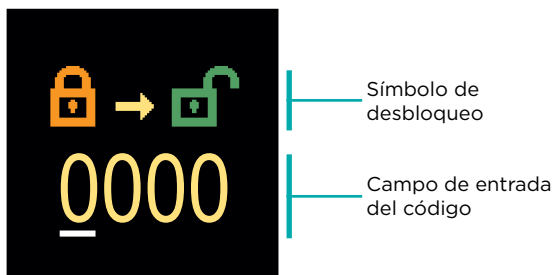 Símbolo de
desbloqueo
0000
Campo de entrada
del código